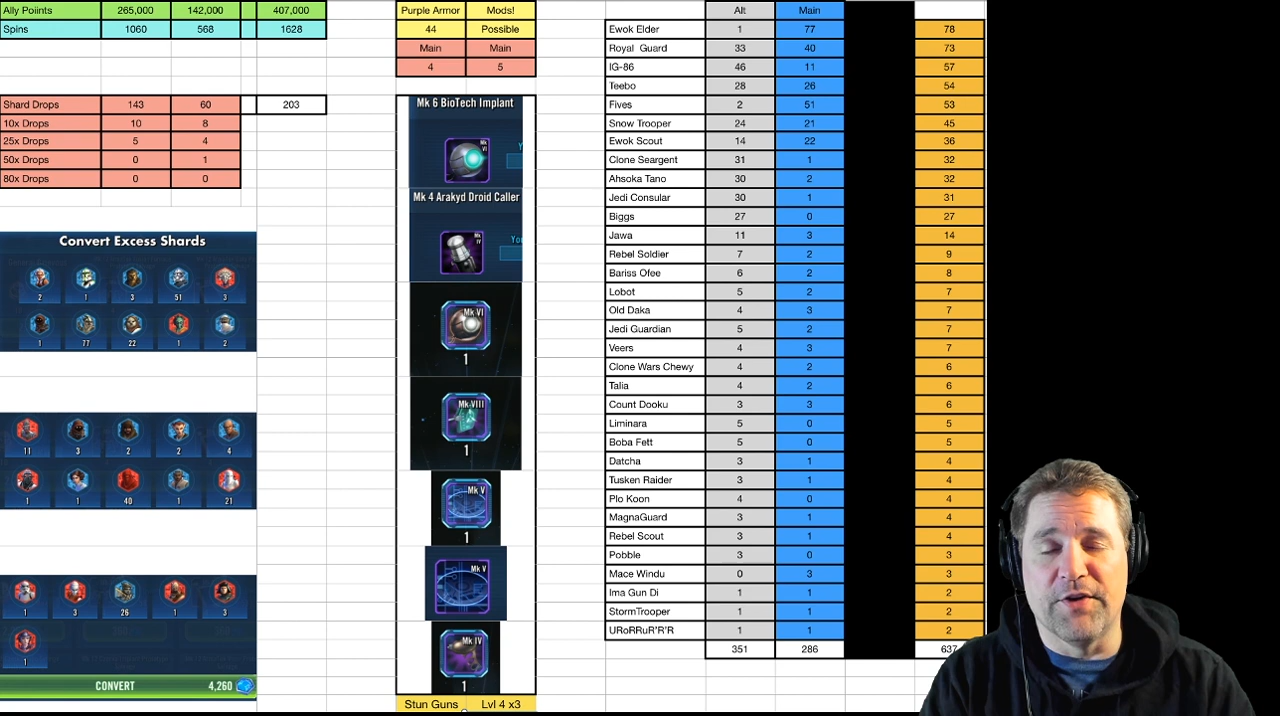 Ally Poiints 265,000 142,000 407,000
Spins 1060 568 1628
Shard Drops 143 60 203
10x Drops 10 8
25x Drops 5 4
50x Drops 0 1
80x Drops 0 0
Convert Excess Shards
2 1 3 51 3
1 77 22 1 2
11 3 2 2 4
1 1 40 1 21
1 3 26 1 3
1
CONVERT 4,260
Purple Armor Mods!
44 Possible
Main Main
4 5
Mk 6 BioTech Implant
Mk VI
Mk 4 Arakyd Droid Caller
Mk IV
You
Mk VI
1
Mk VIII
1
Mk V
1
Mk V
Mk IV
1
Stun Guns Lvl 4 x3
Alt Main
Ewok Elder 1 77 78
Royal Guard 33 40 73
IG-86 46 11 57
Teebo 28 26 54
Fives 2 51 53
Snow Trooper 24 21 45
Ewok Scout 14 22 36
Clone Seargent 31 1 32
Ahsoka Tano 30 2 32
Jedi Consular 30 1 31
Biggs 27 0 27
Jawa 11 3 14
Rebel Soldier 7 2 9
Bariss Ofee 6 2 8
Lobot 5 2 7
Old Daka 4 3 7
Jedi Guardian 5 2 7
Veers 4 3 7
Clone Wars Chewy 4 2 6
Talia 4 2 6
Count Dooku 3 3 6
Liminara 5 0 5
Boba Fett 5 0 5
Datcha 3 1 4
Tusken Raider 3 1 4
Plo Koon 4 0 4
MagnaGuard 3 1 4
Rebel Scout 3 1 4
Pobble 3 0 3
Mace Windu 0 3 3
Ima Gun Di 1 1 2
StormTrooper 1 1 2
URoRRuR'R'R 1 1 2
351 286 637